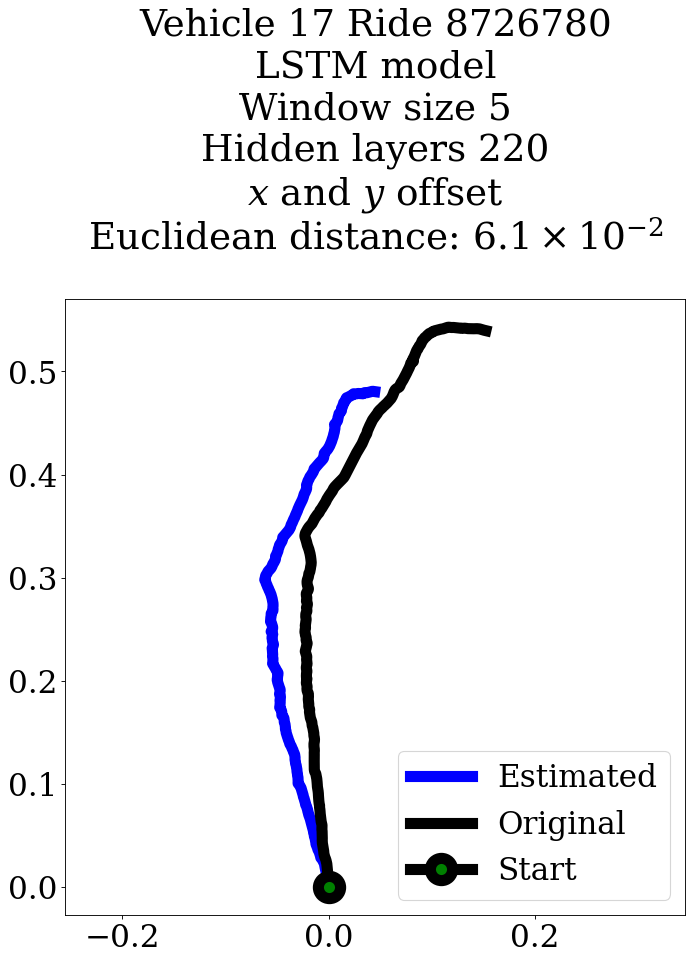 Vehicle 17 Ride 8726780
LSTM model
Window size 5
Hidden layers 220
x and y offset
Euclidean distance: 6.1 × 10⁻²
0.5
0.4
0.3
0.2
0.1
0.0
Estimated
Original
Start
−0.2 0.0 0.2